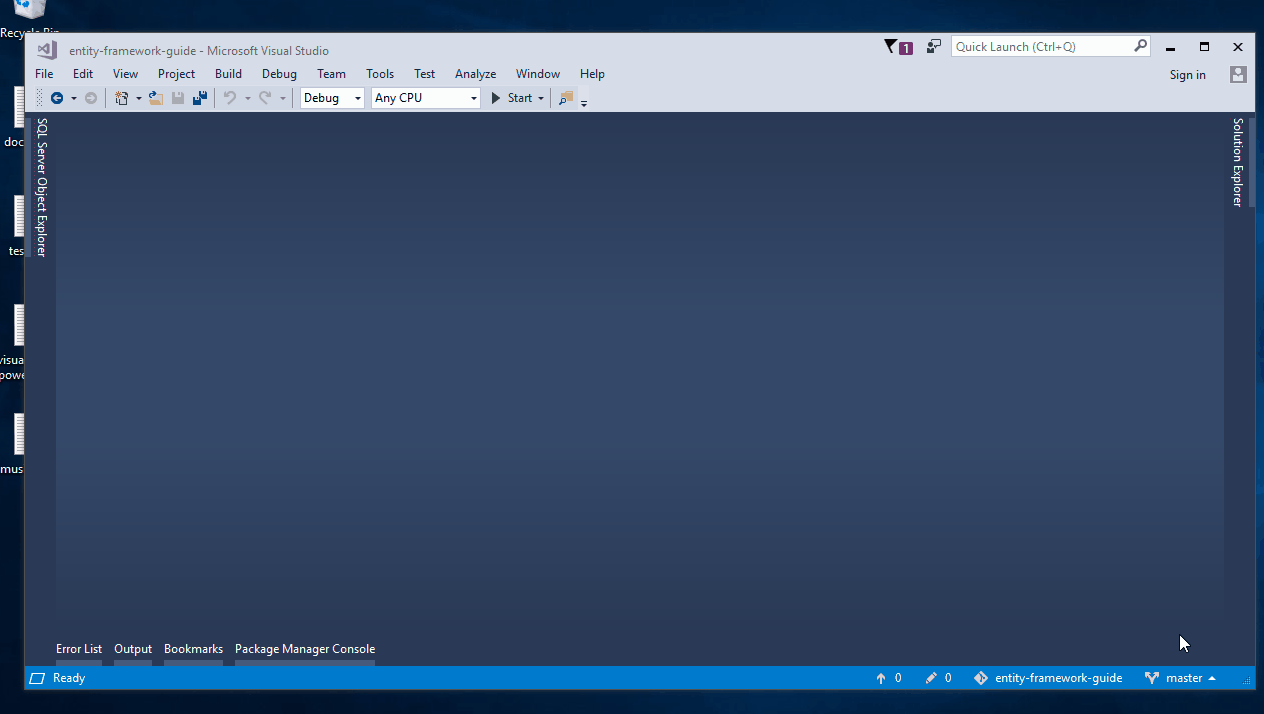 Recycle Bin
entity-framework-guide - Microsoft Visual Studio
1
Quick Launch (Ctrl+Q)
File Edit View Project Build Debug Team Tools Test Analyze Window Help
Sign in
Debug Any CPU Start
SQL Server Object Explorer
Solution Explorer
doc
tes
visua
powe
mus
Error List Output Bookmarks Package Manager Console
Ready 0 0 entity-framework-guide master